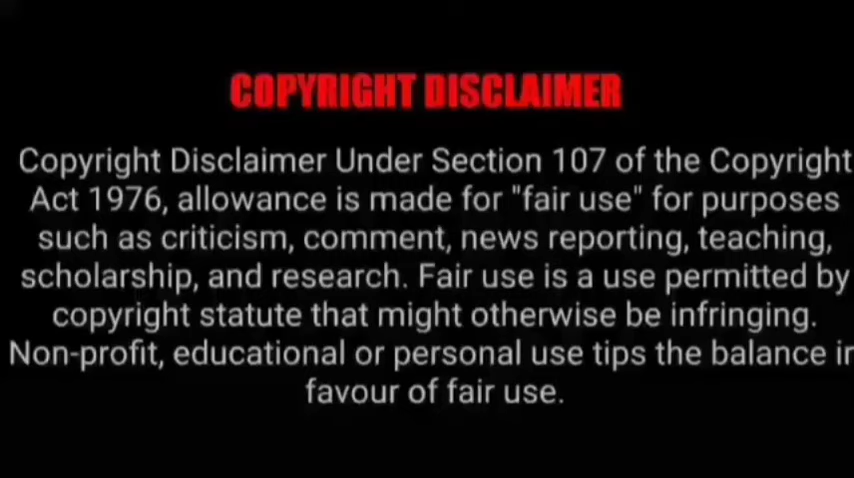 COPYRIGHT DISCLAIMER
Copyright Disclaimer Under Section 107 of the Copyright
Act 1976, allowance is made for "fair use" for purposes
such as criticism, comment, news reporting, teaching,
scholarship, and research. Fair use is a use permitted by
copyright statute that might otherwise be infringing.
Non-profit, educational or personal use tips the balance in
favour of fair use.